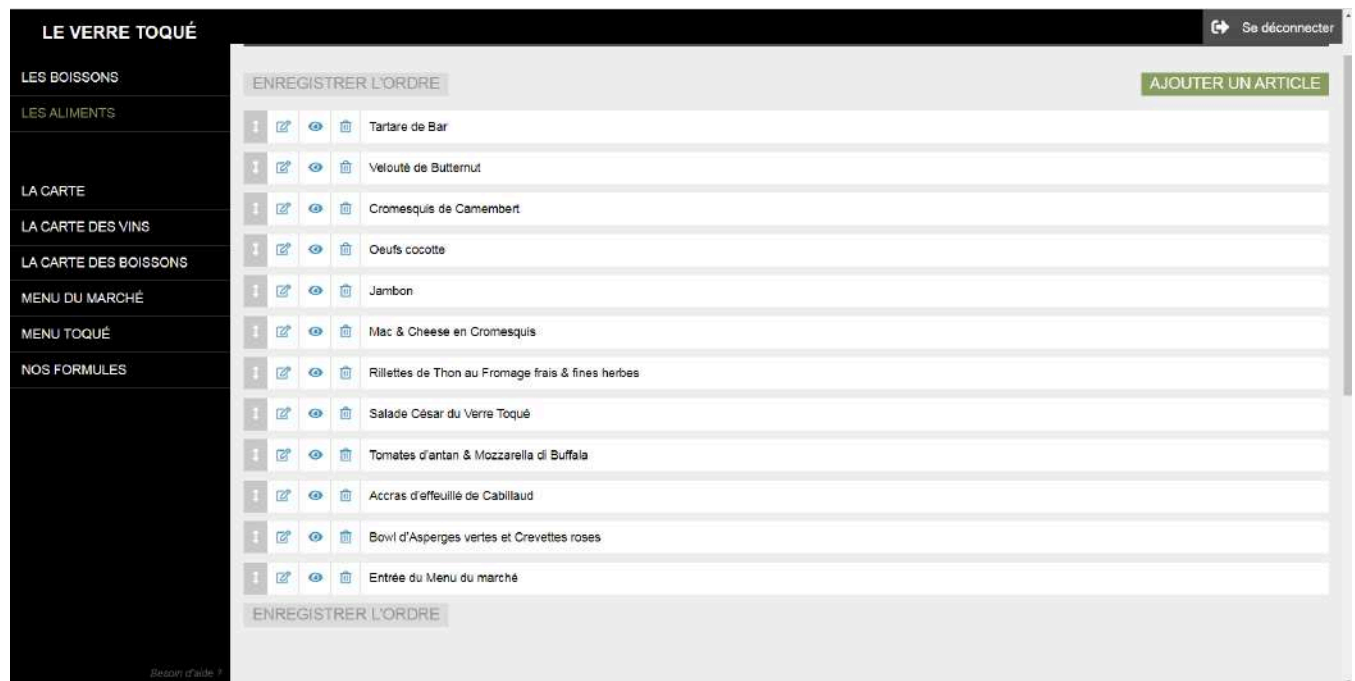 LE VERRE TOQUÉ
Se déconnecter
LES BOISSONS
LES ALIMENTS
LA CARTE
LA CARTE DES VINS
LA CARTE DES BOISSONS
MENU DU MARCHÉ
MENU TOQUÉ
NOS FORMULES
Besoin d'aide ?
ENREGISTRER L'ORDRE
AJOUTER UN ARTICLE
Tartare de Bar
Velouté de Butternut
Cromesquis de Camembert
Oeufs cocotte
Jambon
Mac & Cheese en Cromesquis
Rillettes de Thon au Fromage frais & fines herbes
Salade César du Verre Toqué
Tomates d'antan & Mozzarella di Buffala
Accras d'effeuillé de Cabillaud
Bowl d'Asperges vertes et Crevettes roses
Entrée du Menu du marché
ENREGISTRER L'ORDRE